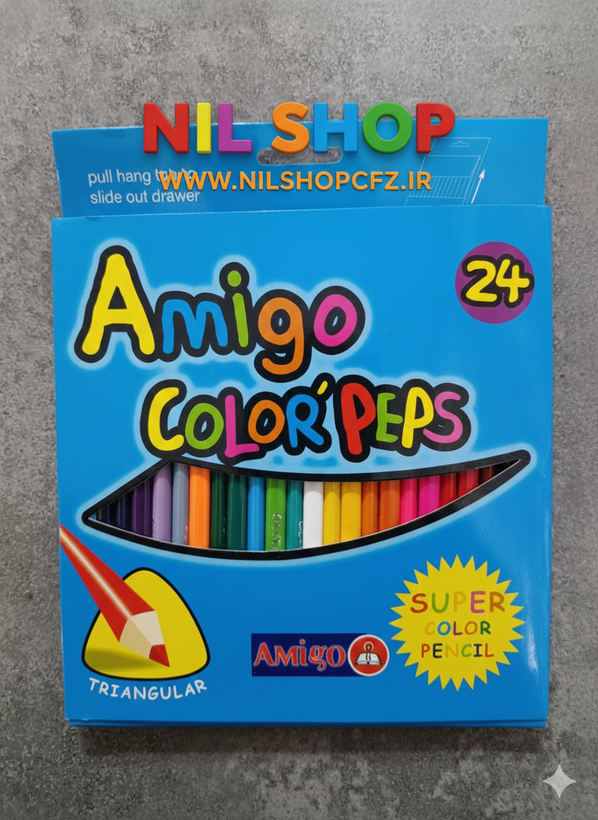 NIL SHOP
pull hang
WWW.NILSHOPCFZ.IR
slide out drawer
24
Amigo
COLOR'PEPS
SUPER
COLOR
PENCIL
AMiGO
TRIANGULAR